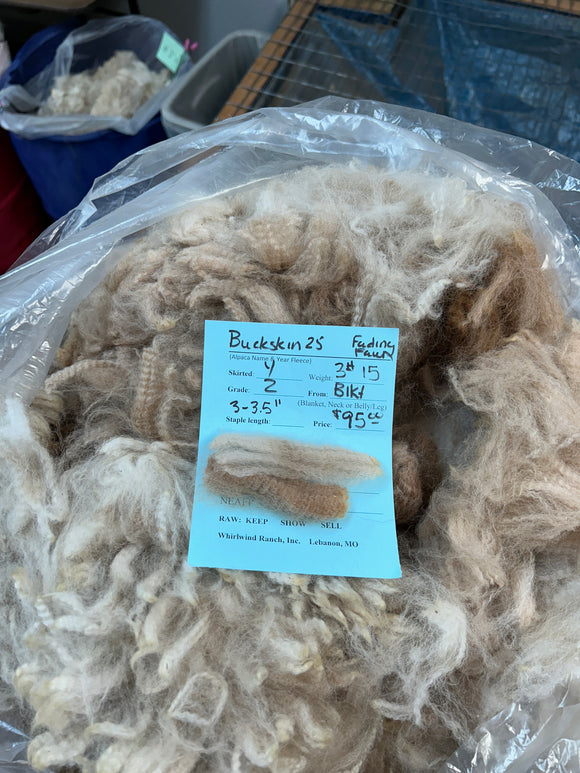 Buckskin 25 Fading Fawn
(Alpaca Name & Year Fleece)
Skirted: Y Weight: 3# 15
Grade: 2 From: Blkt
3-3.5" (Blanket, Neck or Belly/Leg)
Staple length: Price: $95.00
RAW: KEEP SHOW SELL
Whirlwind Ranch, Inc. Lebanon, MO